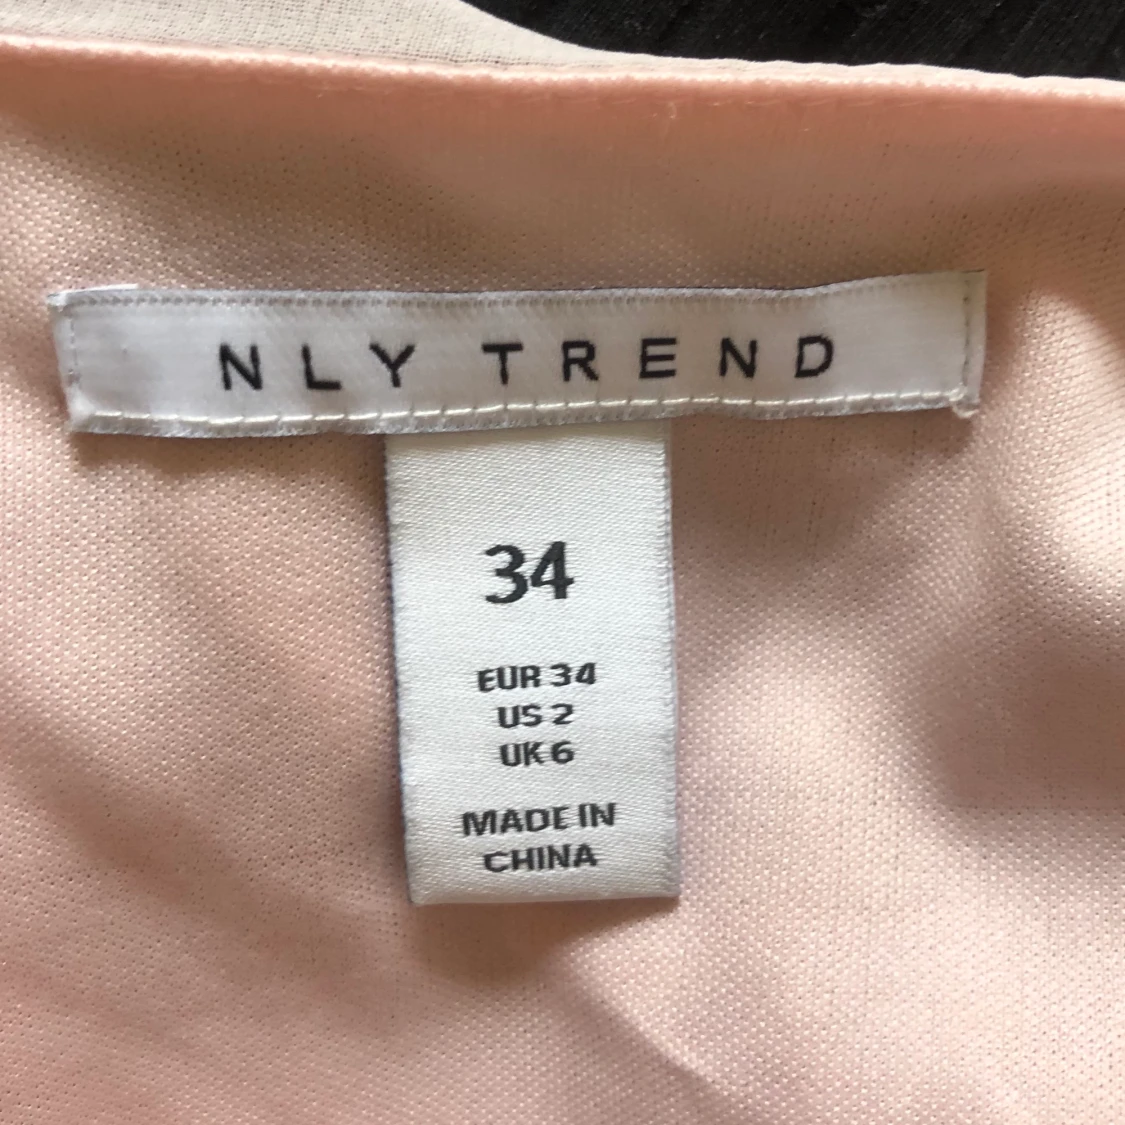 NLY TREND
34
EUR 34
US 2
UK 6
MADE IN
CHINA